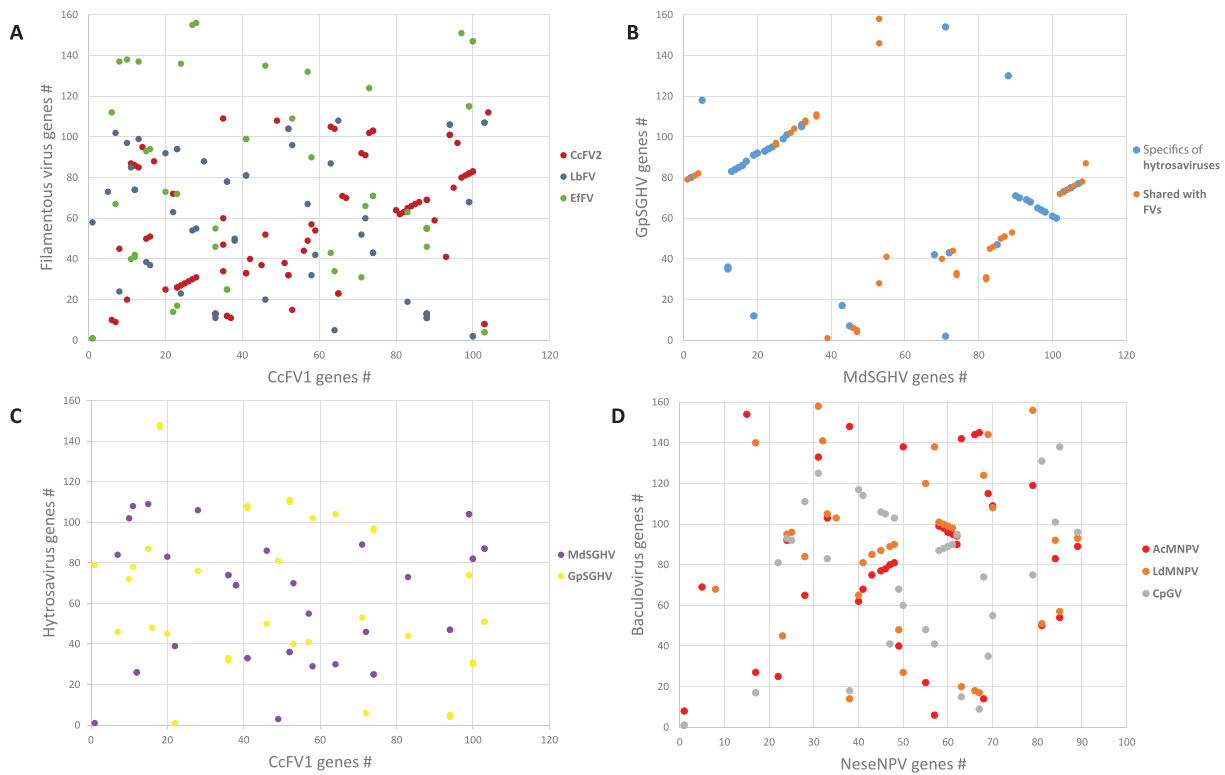 A
Filamentous virus genes #
160
140
120
100
80
60
40
20
0
0 20 40 60 80 100 120
CcFV1 genes #
CcFV2
LbFV
EfFV
B
GpSGHV genes #
160
140
120
100
80
60
40
20
0
0 20 40 60 80 100 120
MdSGHV genes #
Specifics of
hytrosaviruses
Shared with
FVs
C
Hytrosavirus genes #
160
140
120
100
80
60
40
20
0
0 20 40 60 80 100 120
CcFV1 genes #
MdSGHV
GpSGHV
D
Baculovirus genes #
160
140
120
100
80
60
40
20
0
0 10 20 30 40 50 60 70 80 90 100
NeseNPV genes #
AcMNPV
LdMNPV
CpGV